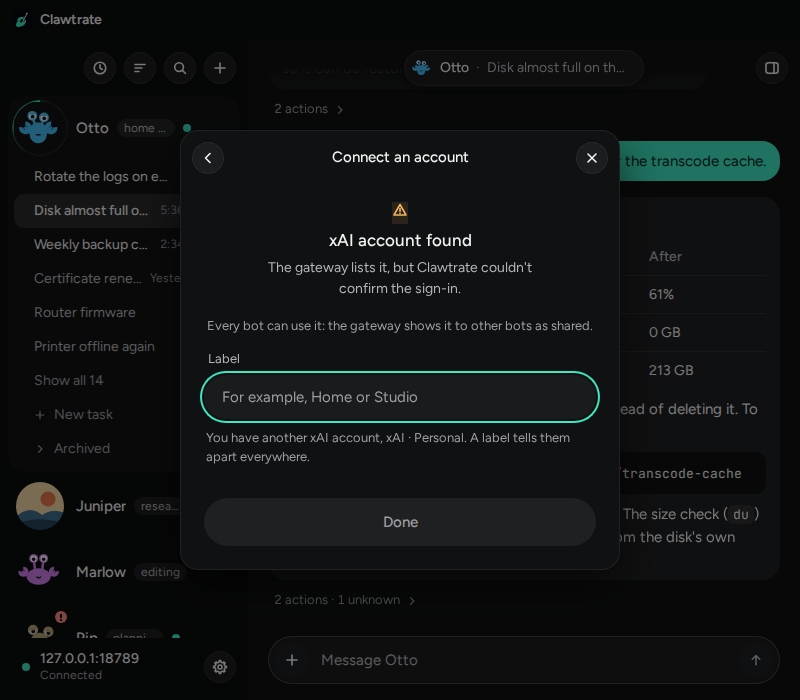 Clawtrate
Otto · Disk almost full on th...
2 actions
Otto home ...
the transcode cache.
Rotate the logs on e...
Disk almost full o... 5:36
Weekly backup c... 2:34
Certificate rene... Yeste
Router firmware
Printer offline again
Show all 14
New task
Archived
Juniper resea...
Marlow editing
Pip planni...
127.0.0.1:18789
Connected
Connect an account
xAI account found
The gateway lists it, but Clawtrate couldn't
confirm the sign-in.
Every bot can use it: the gateway shows it to other bots as shared.
Label
For example, Home or Studio
You have another xAI account, xAI · Personal. A label tells them
apart everywhere.
Done
After
61%
0 GB
213 GB
ead of deleting it. To
/transcode-cache
The size check ( du )
om the disk's own
2 actions · 1 unknown
Message Otto